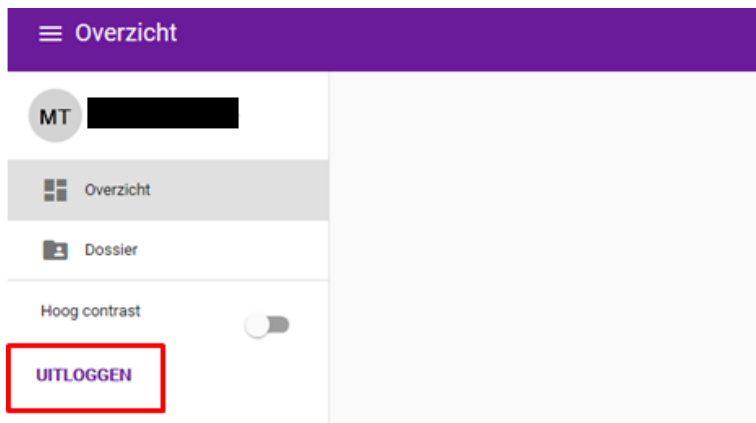 Overzicht
MT
Overzicht
Dossier
Hoog contrast
UITLOGGEN